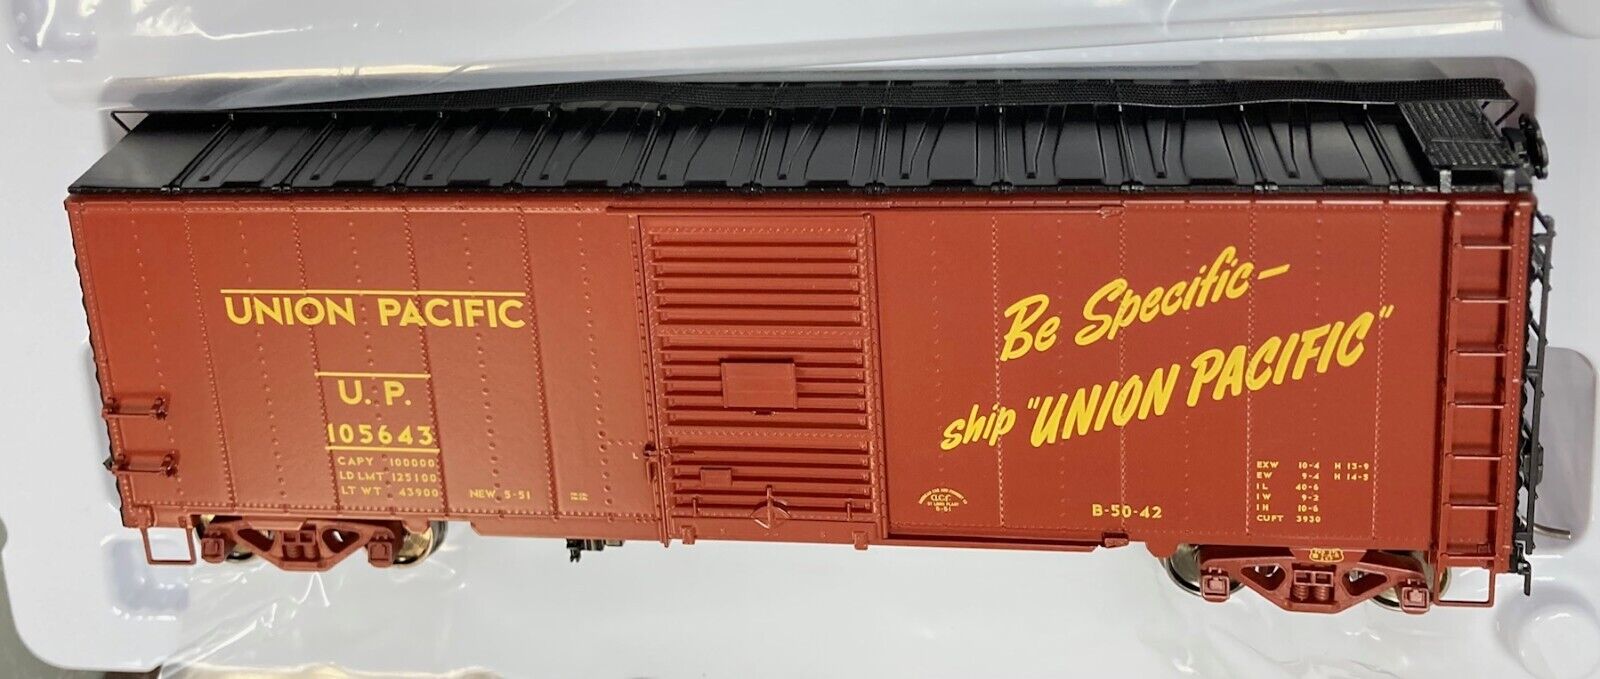 UNION PACIFIC
U. P.
105643
CAPY 100000
LD LMT 125100
LT WT 43900
NEW 5-51
L
Be Specific—
ship "UNION PACIFIC"
A.C.F.
B-50-42
EXW 10-4 H 13-9
EW 9-4 H 14-5
IL 40-6
IW 9-2
IH 10-6
CUFT 3930